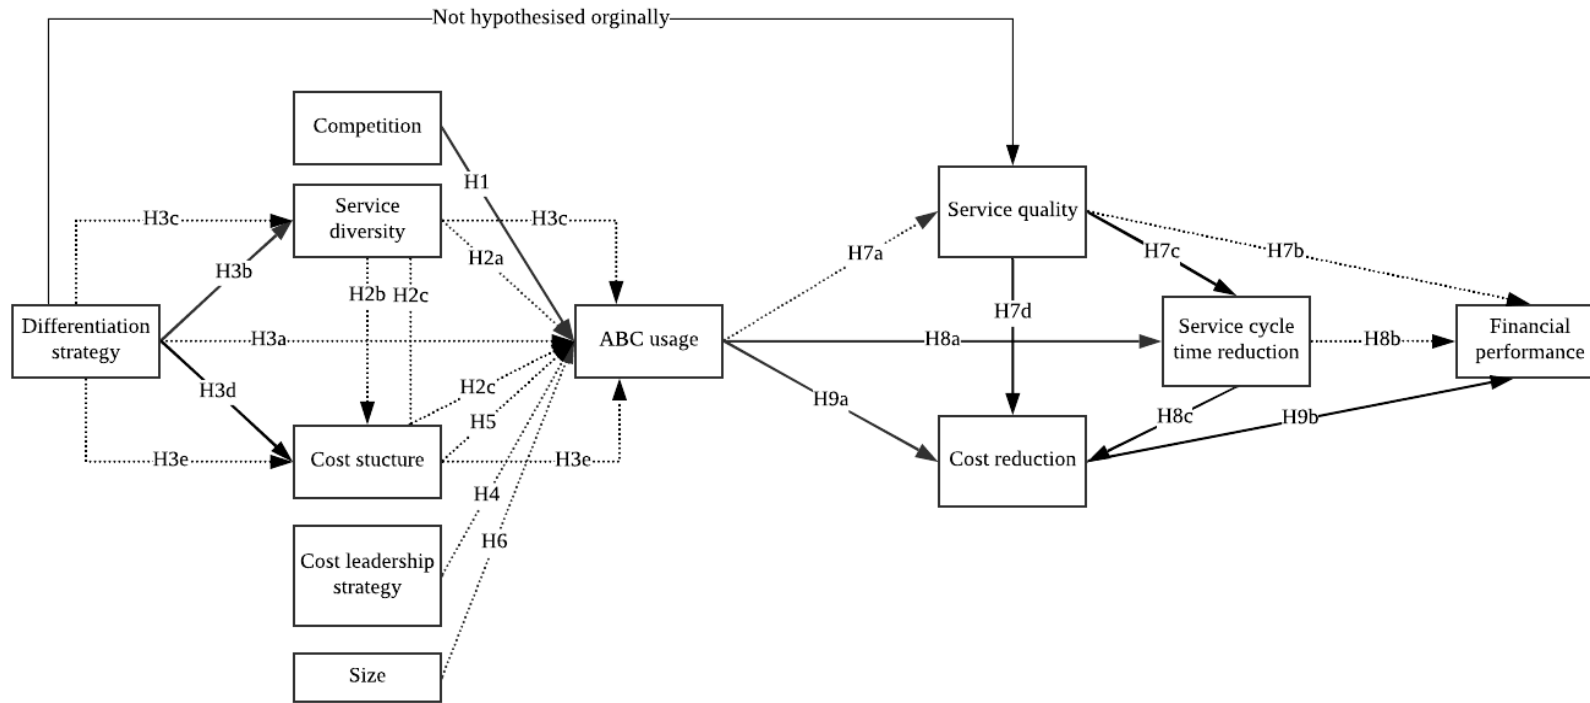 Not hypothesised orginally
Competition
H1
Service
diversity
H3c
H3c
H2a
H3b
H2b
H2c
Differentiation
strategy
H3a
ABC usage
H3d
H2c
H5
Cost stucture
H3e
H3e
H4
Cost leadership
strategy
H6
Size
Service quality
H7a
H7c
H7b
H7d
Service cycle
time reduction
H8a
H8b
Financial
performance
H9a
H8c
H9b
Cost reduction